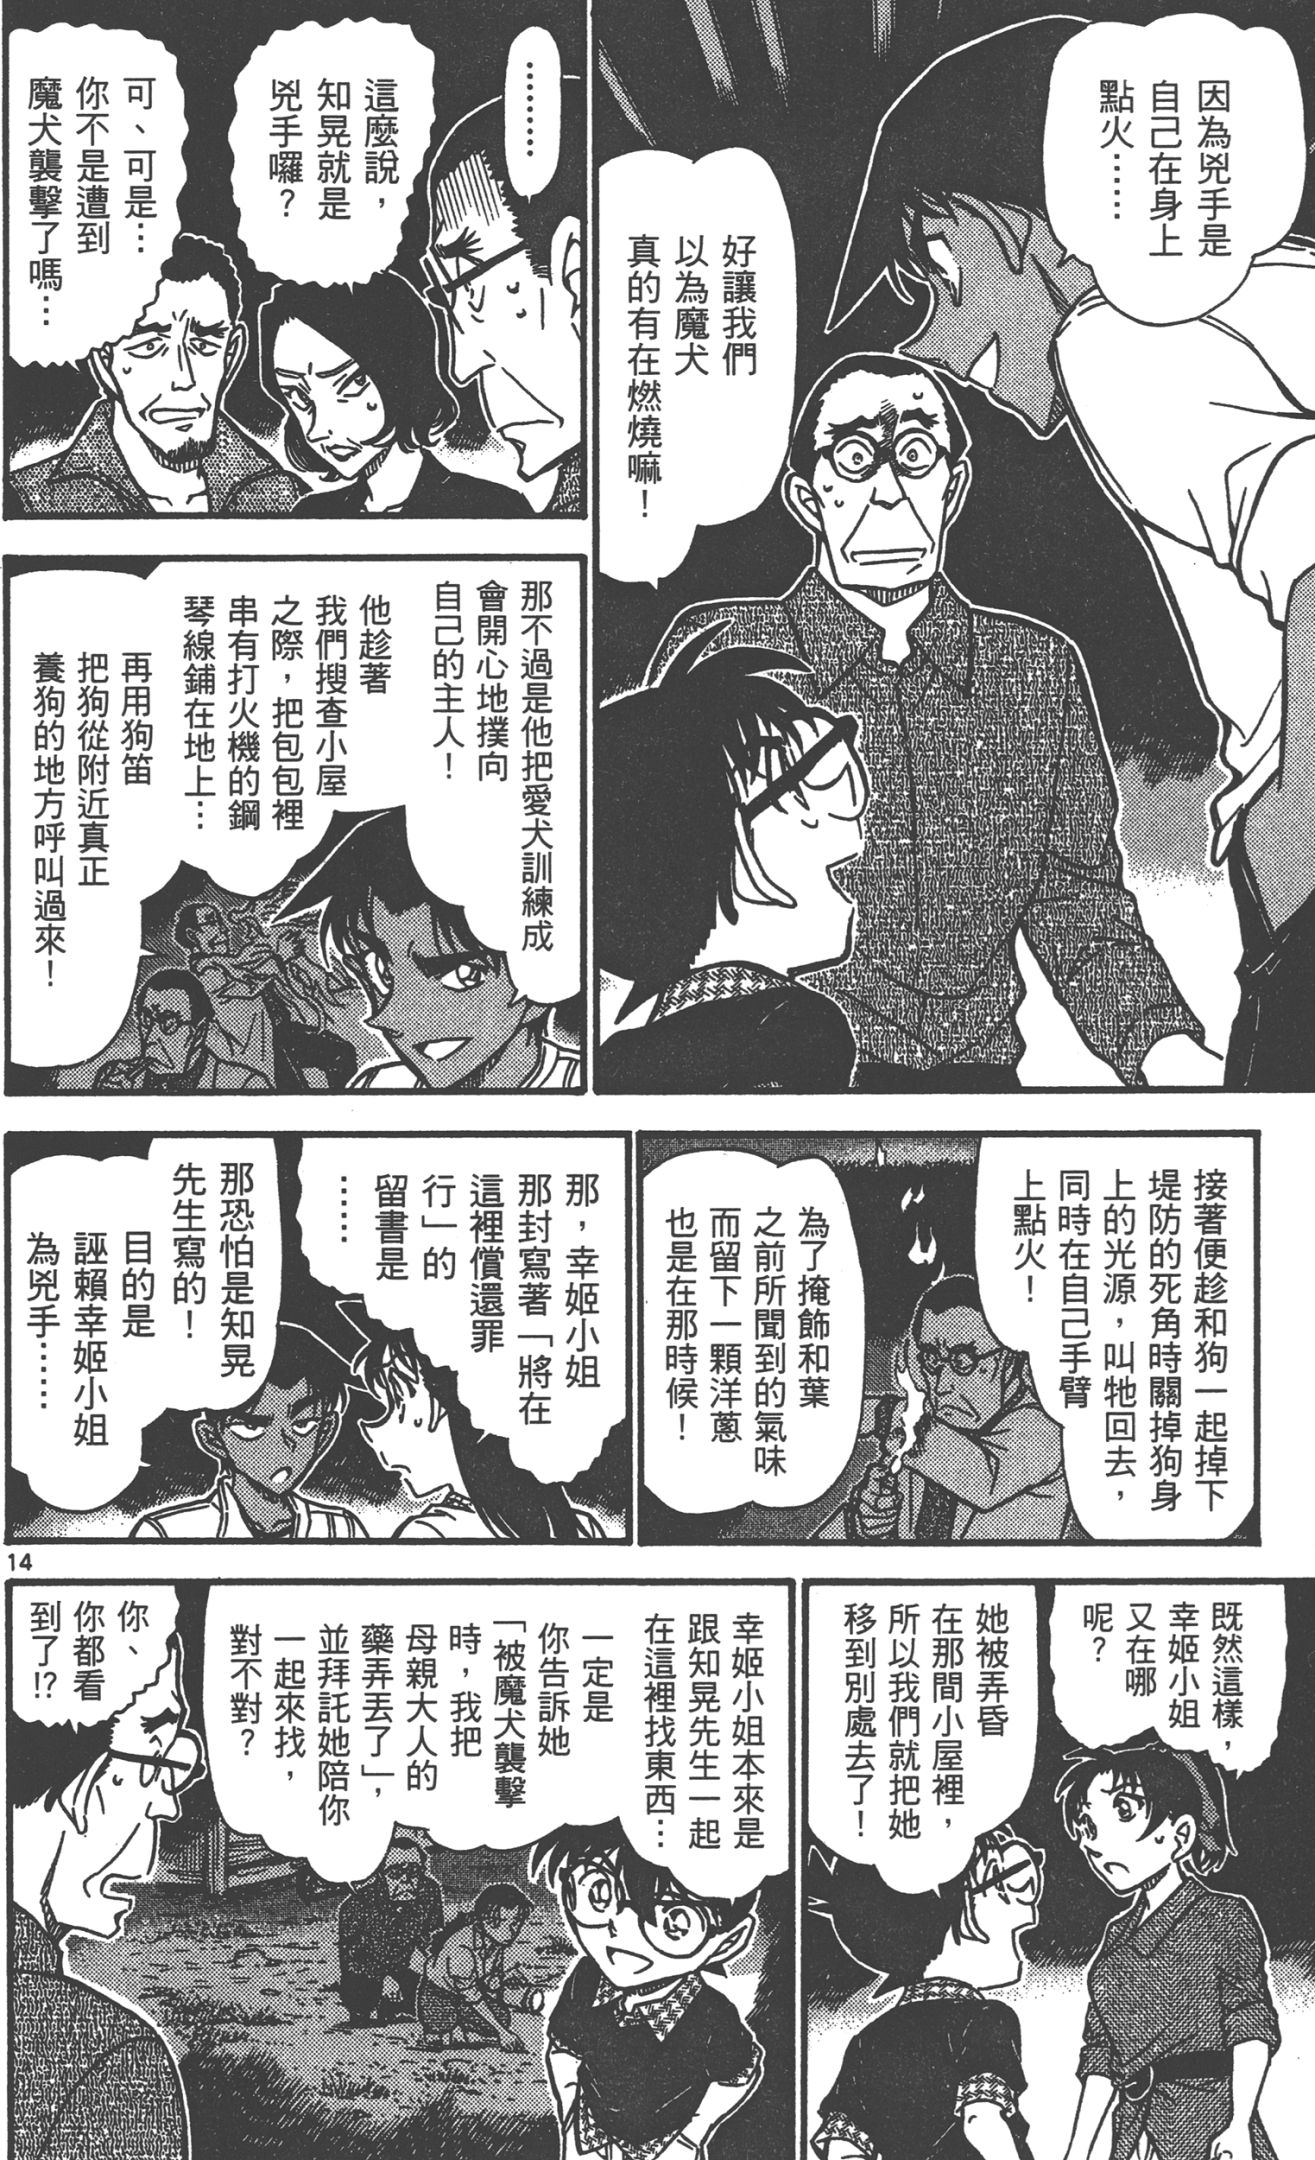 因為兇手是
自己在身上
點火……
好讓我們
以為魔犬
真的有在燃燒嘛！
………
這麼說，
知晃就是
兇手囉？
可、可是…
你不是遭到
魔犬襲擊了嗎…
那不過是他把愛犬訓練成
會開心地撲向
自己的主人！
他趁著
我們搜查小屋
之際，把包包裡
串有打火機的鋼
琴線鋪在地上…
再用狗笛
把狗從附近真正
養狗的地方呼叫過來！
接著便趁和狗一起掉下
堤防的死角時關掉狗身
上的光源，叫牠回去，
同時在自己手臂
上點火！
為了掩飾和葉
之前所聞到的氣味
而留下一顆洋蔥
也是在那時候！
那，幸姬小姐
那封寫著「將在
這裡償還罪
行」的
留書是
……
那恐怕是知晃
先生寫的！
目的是
誣賴幸姬小姐
為兇手……
14
既然這樣，
幸姬小姐
又在哪
呢？
她被弄昏
在那間小屋裡，
所以我們就把她
移到別處去了！
幸姬小姐本來是
跟知晃先生一起
在這裡找東西…
一定是
你告訴她
「被魔犬襲擊
時，我把
母親大人的
藥弄丟了」，
並拜託她陪你
一起來找，
對不對？
你、
你都看
到了!?